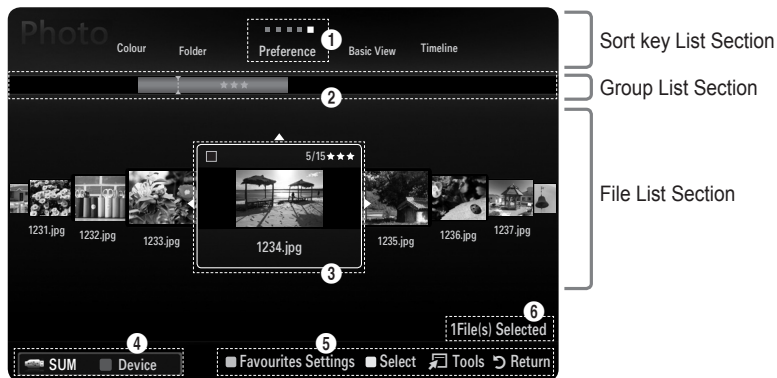 Photo
Colour Folder Preference Basic View Timeline
1
Sort key List Section
★★★
2
Group List Section
5/15★★★
1231.jpg 1232.jpg 1233.jpg 1234.jpg 1235.jpg 1236.jpg 1237.jpg
3
File List Section
6
1File(s) Selected
4
5
SUM Device Favourites Settings Select Tools Return